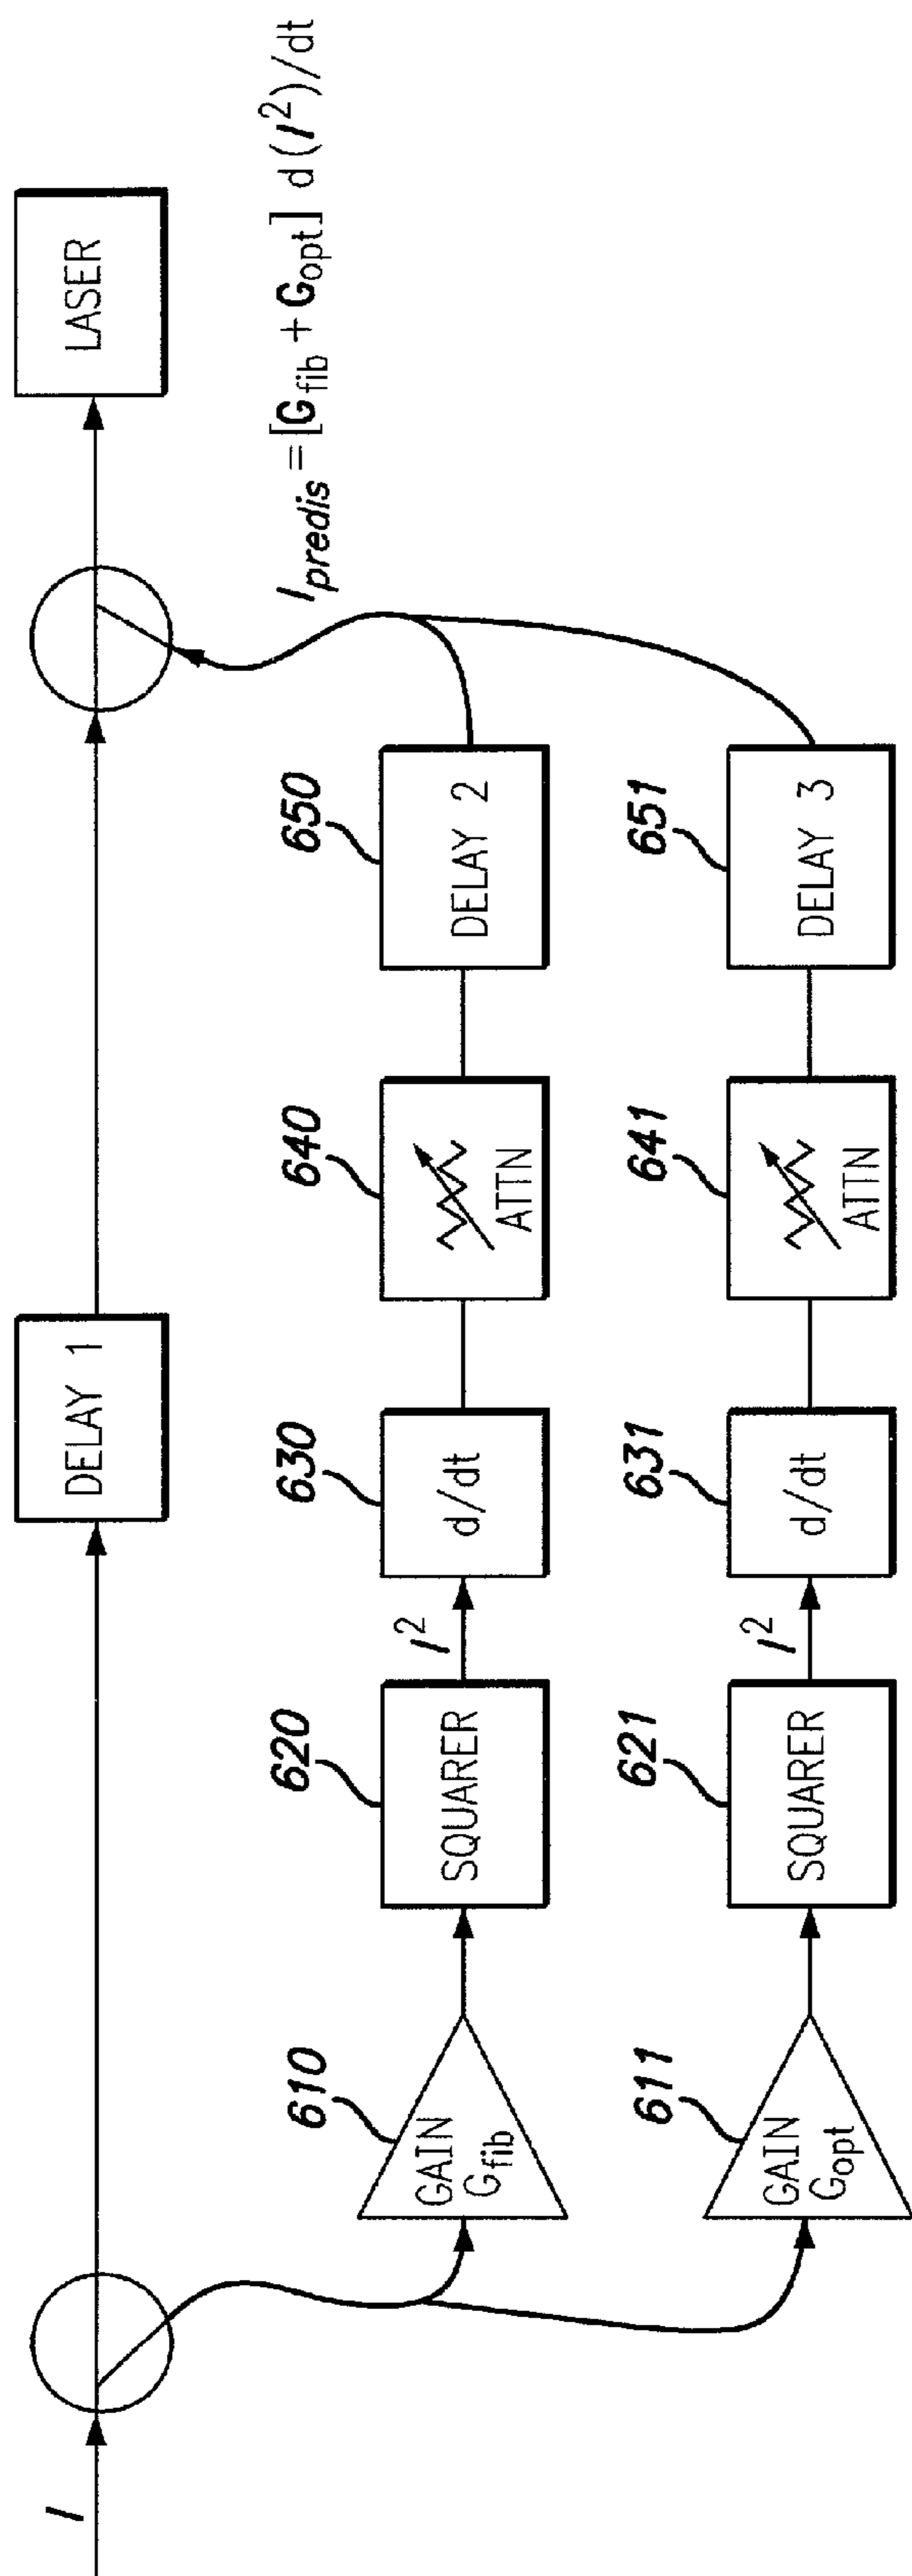 I
DELAY 1
LASER
I_predis = [G_fib + G_opt] d(I²)/dt
610
620
630
640
650
GAIN
G_fib
SQUARER
I²
d/dt
ATTN
DELAY 2
611
621
631
641
651
GAIN
G_opt
SQUARER
I²
d/dt
ATTN
DELAY 3